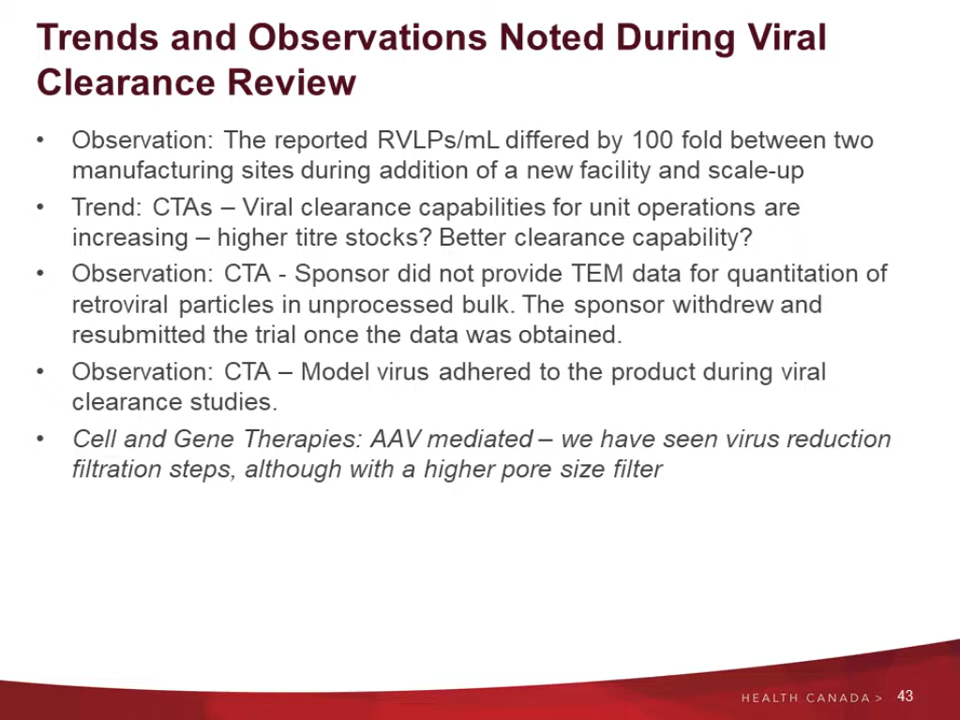 Trends and Observations Noted During Viral
Clearance Review
• Observation: The reported RVLPs/mL differed by 100 fold between two
manufacturing sites during addition of a new facility and scale-up
• Trend: CTAs – Viral clearance capabilities for unit operations are
increasing – higher titre stocks? Better clearance capability?
• Observation: CTA - Sponsor did not provide TEM data for quantitation of
retroviral particles in unprocessed bulk. The sponsor withdrew and
resubmitted the trial once the data was obtained.
• Observation: CTA – Model virus adhered to the product during viral
clearance studies.
• Cell and Gene Therapies: AAV mediated – we have seen virus reduction
filtration steps, although with a higher pore size filter
HEALTH CANADA > 43